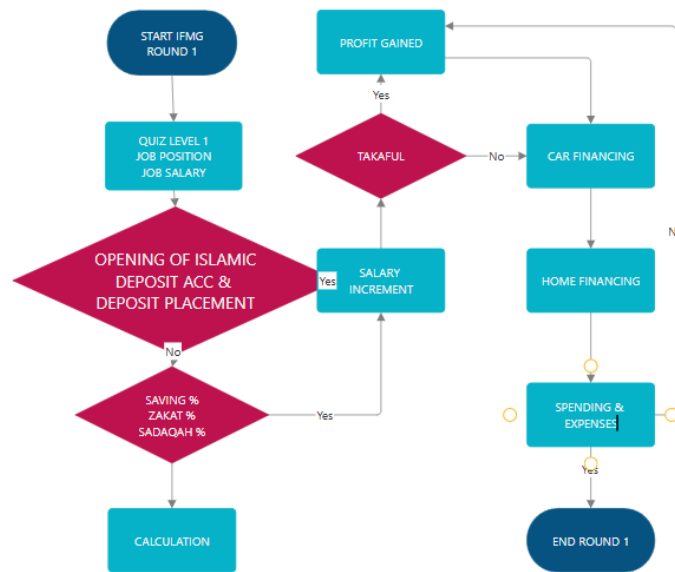 START IFMG
ROUND 1
QUIZ LEVEL 1
JOB POSITION
JOB SALARY
OPENING OF ISLAMIC
DEPOSIT ACC &
DEPOSIT PLACEMENT
Yes
No
SAVING %
ZAKAT %
SADAQAH %
Yes
CALCULATION
SALARY
INCREMENT
TAKAFUL
Yes
No
PROFIT GAINED
CAR FINANCING
HOME FINANCING
SPENDING &
EXPENSES
Yes
END ROUND 1